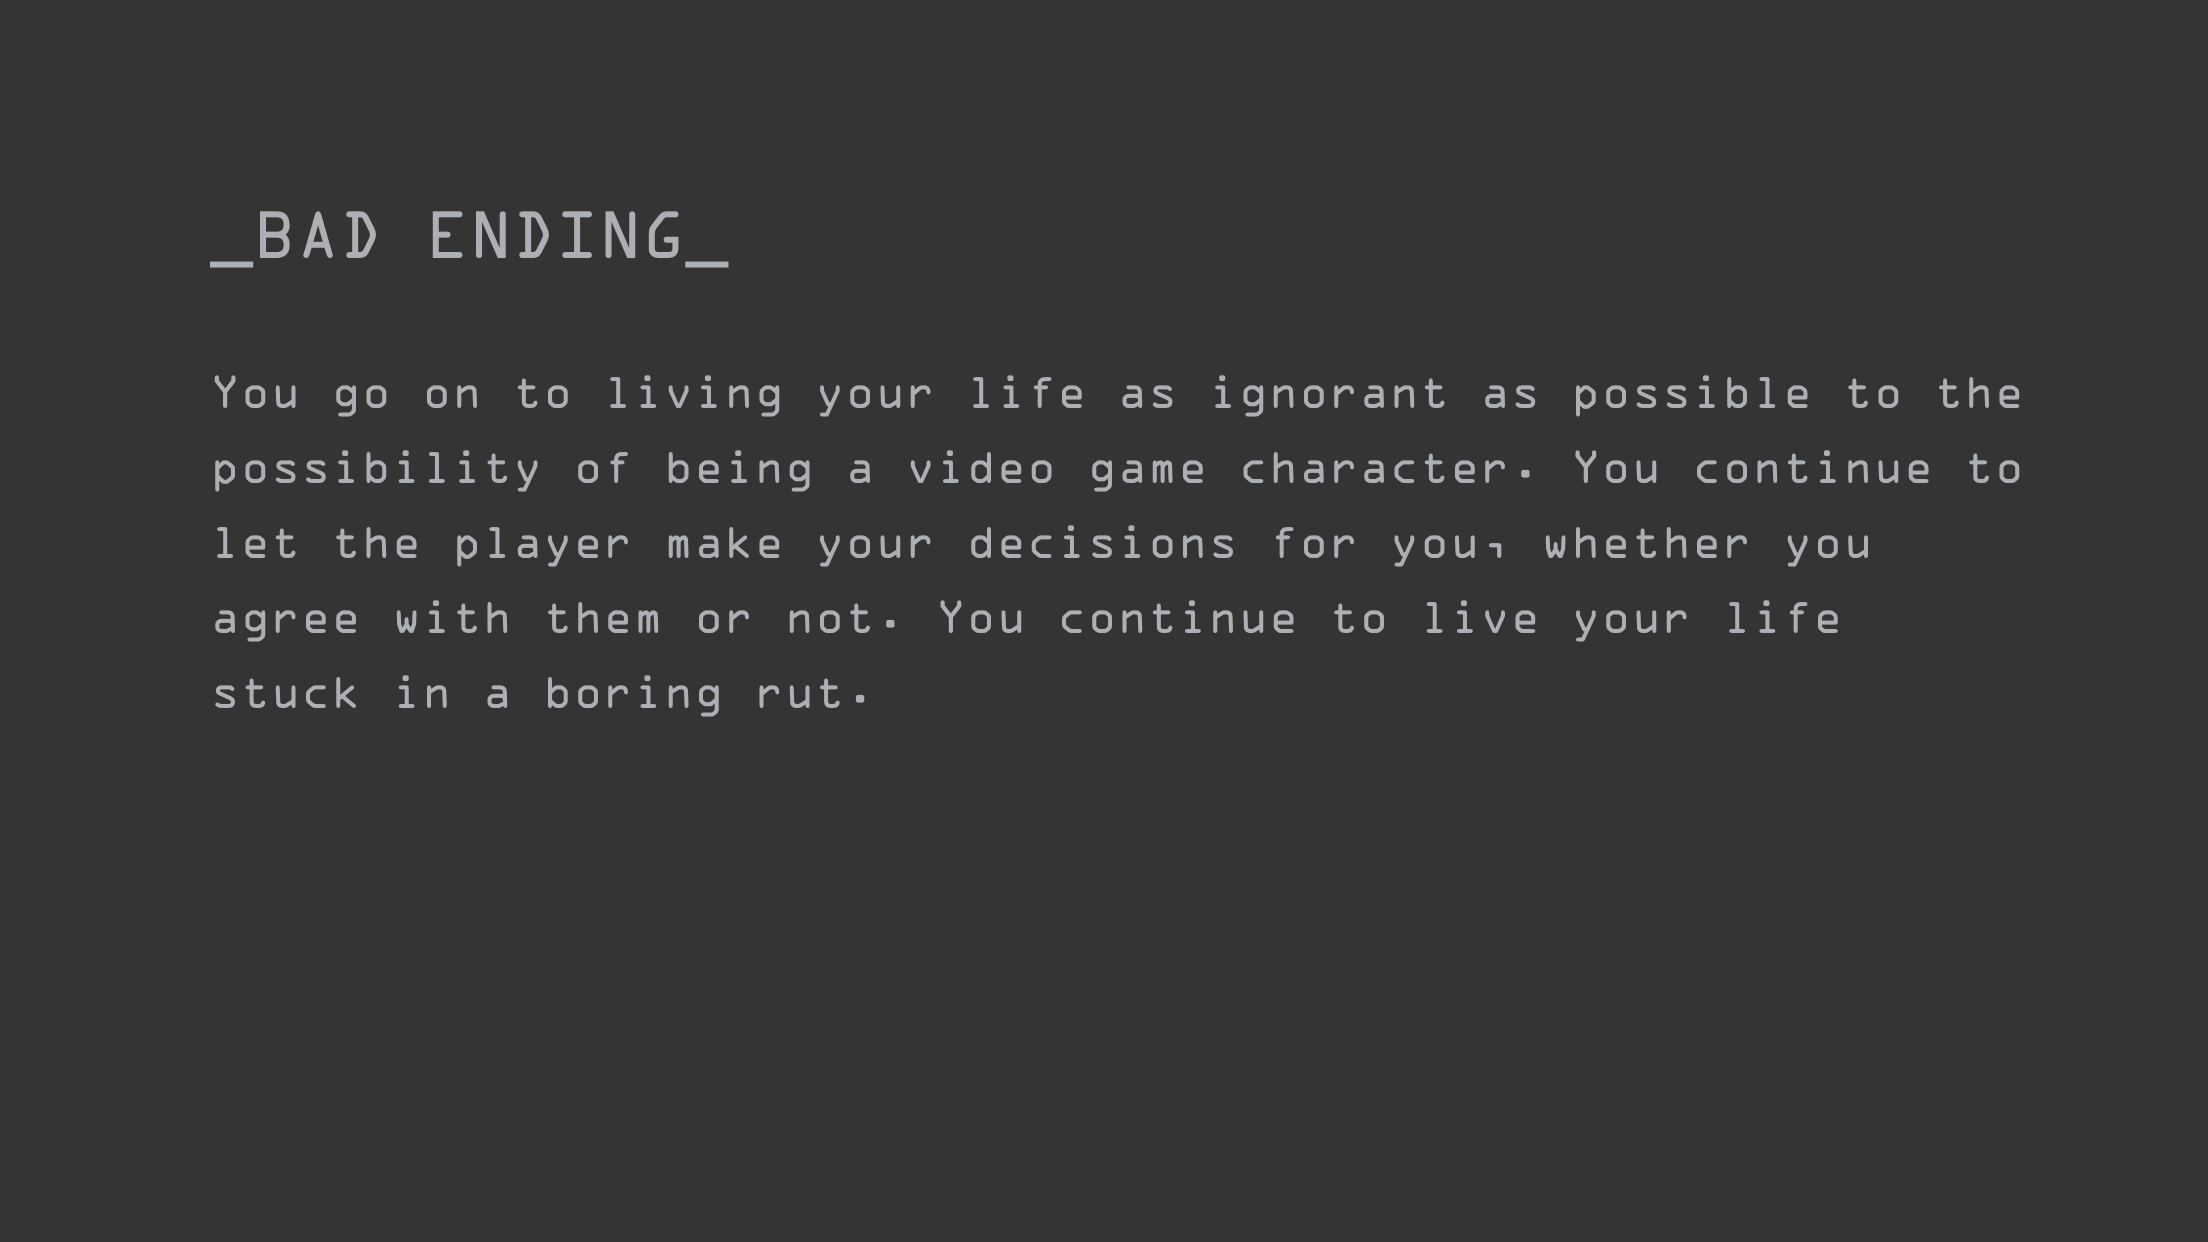 _BAD ENDING_
You go on to living your life as ignorant as possible to the
possibility of being a video game character. You continue to
let the player make your decisions for you, whether you
agree with them or not. You continue to live your life
stuck in a boring rut.